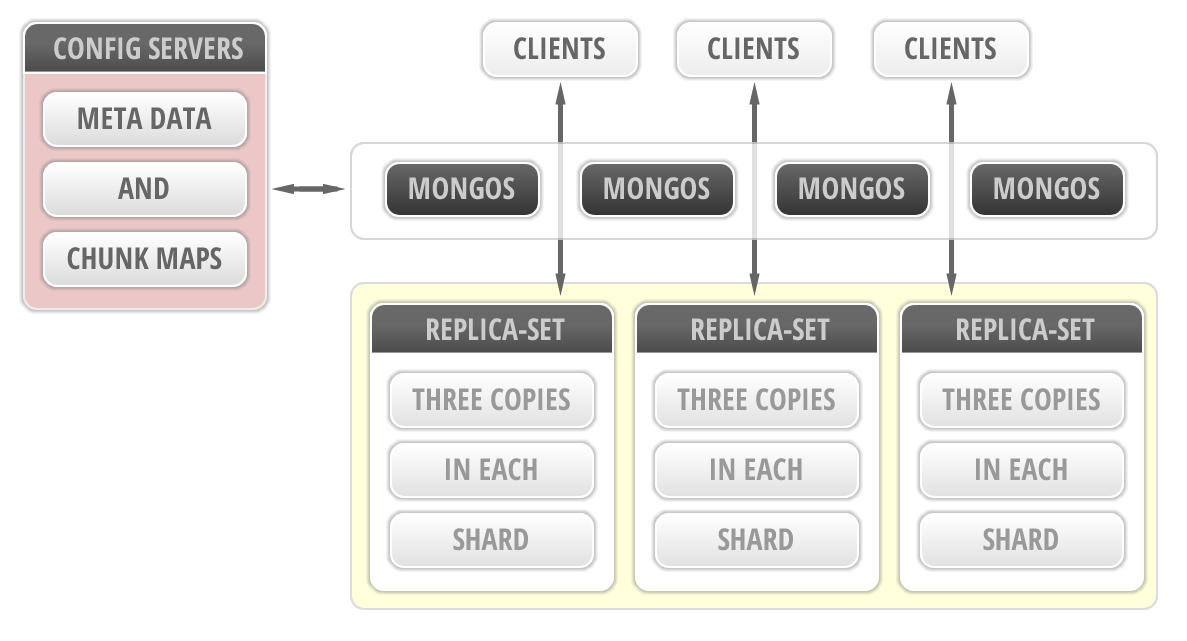 CONFIG SERVERS
META DATA
AND
CHUNK MAPS
CLIENTS
CLIENTS
CLIENTS
MONGOS
MONGOS
MONGOS
MONGOS
REPLICA-SET
THREE COPIES
IN EACH
SHARD
REPLICA-SET
THREE COPIES
IN EACH
SHARD
REPLICA-SET
THREE COPIES
IN EACH
SHARD